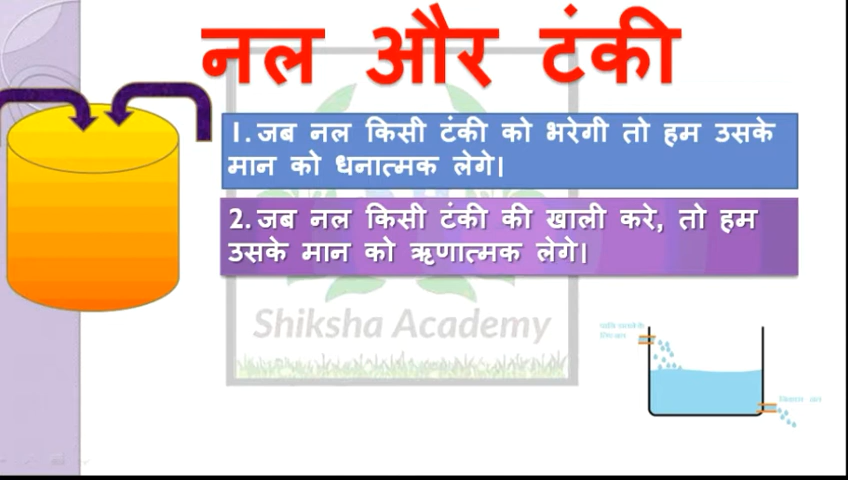 नल और टंकी
1. जब नल किसी टंकी को भरेगी तो हम उसके
मान को धनात्मक लेगे।
2. जब नल किसी टंकी की खाली करे, तो हम
उसके मान को ऋणात्मक लेगे।
Shiksha Academy